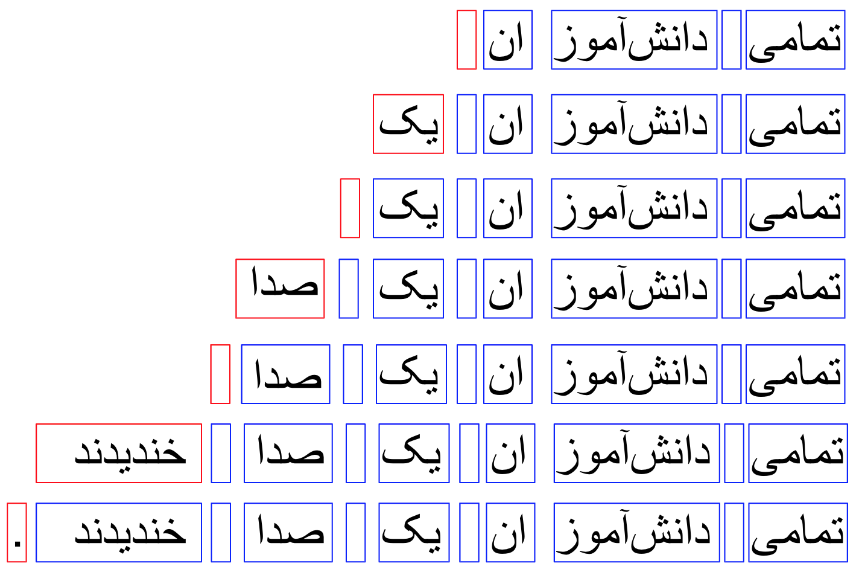 تمامی دانش‌آموز ان
تمامی دانش‌آموز ان یک
تمامی دانش‌آموز ان یک
تمامی دانش‌آموز ان یک صدا
تمامی دانش‌آموز ان یک صدا
تمامی دانش‌آموز ان یک صدا خندیدند
تمامی دانش‌آموز ان یک صدا خندیدند .